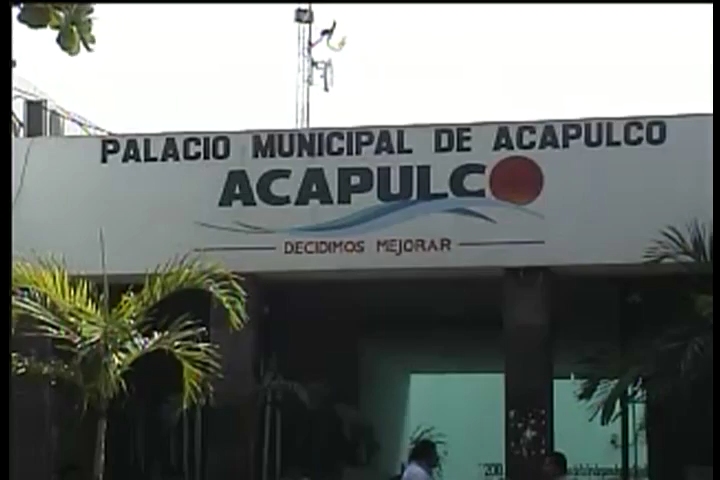 PALACIO MUNICIPAL DE ACAPULCO
ACAPULCO
DECIDIMOS MEJORAR